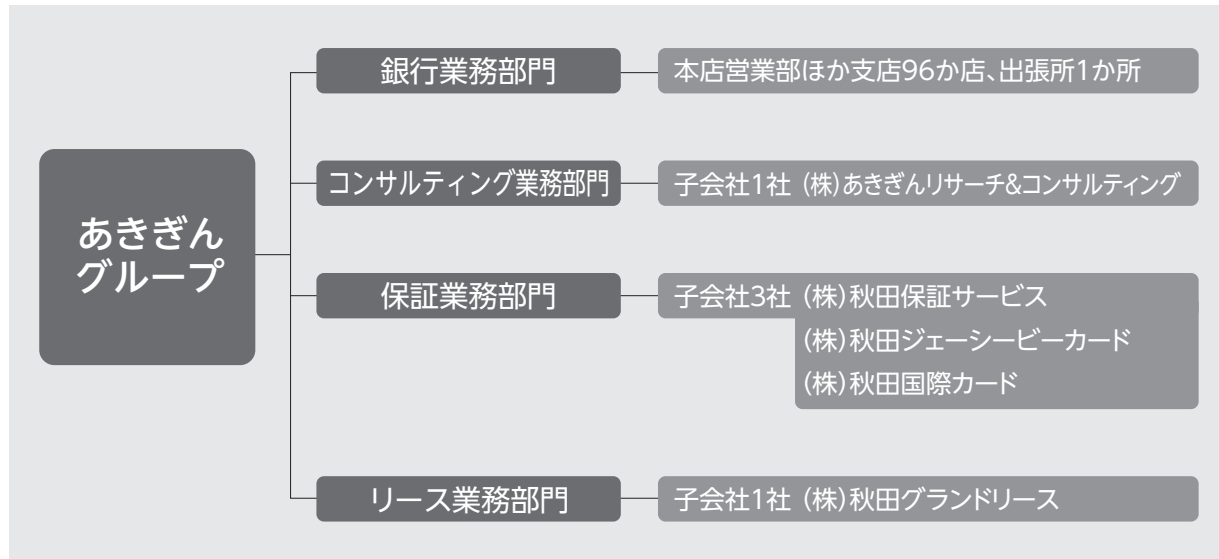 あきぎん
グループ
銀行業務部門
本店営業部ほか支店96か店、出張所1か所
コンサルティング業務部門
子会社1社 (株)あきぎんリサーチ&コンサルティング
保証業務部門
子会社3社 (株)秋田保証サービス
(株)秋田ジェーシービーカード
(株)秋田国際カード
リース業務部門
子会社1社 (株)秋田グランドリース